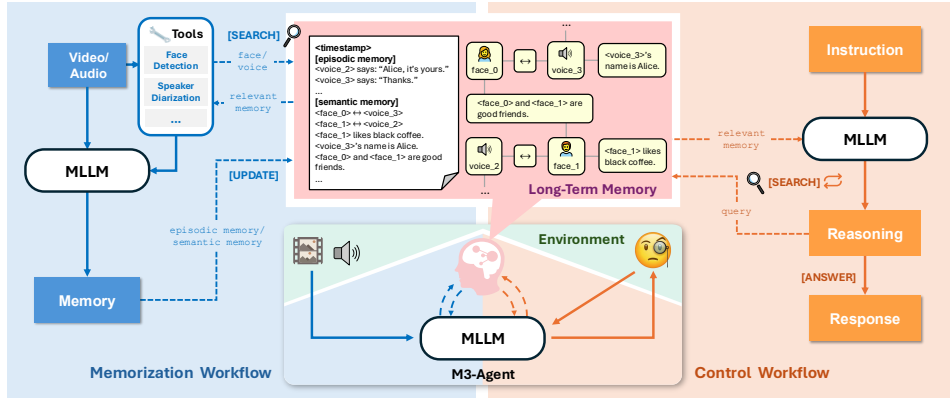 Video/
Audio
Tools
Face
Detection
Speaker
Diarization
...
MLLM
Memory
[SEARCH]
face/
voice
relevant
memory
[UPDATE]
episodic memory/
semantic memory
Memorization Workflow
<timestamp>
[episodic memory]
<voice_2> says: “Alice, it’s yours.”
<voice_3> says: “Thanks.”
...
[semantic memory]
<face_0> ↔ <voice_3>
<face_1> ↔ <voice_2>
<face_1> likes black coffee.
<voice_3>’s name is Alice.
<face_0> and <face_1> are good
friends.
...
...
face_0
↔
voice_3
<voice_3>’s
name is Alice.
<face_0> and <face_1> are
good friends.
voice_2
↔
face_1
<face_1> likes
black coffee.
...
Long-Term Memory
Environment
MLLM
M3-Agent
Instruction
MLLM
relevant
memory
[SEARCH]
query
Reasoning
[ANSWER]
Response
Control Workflow